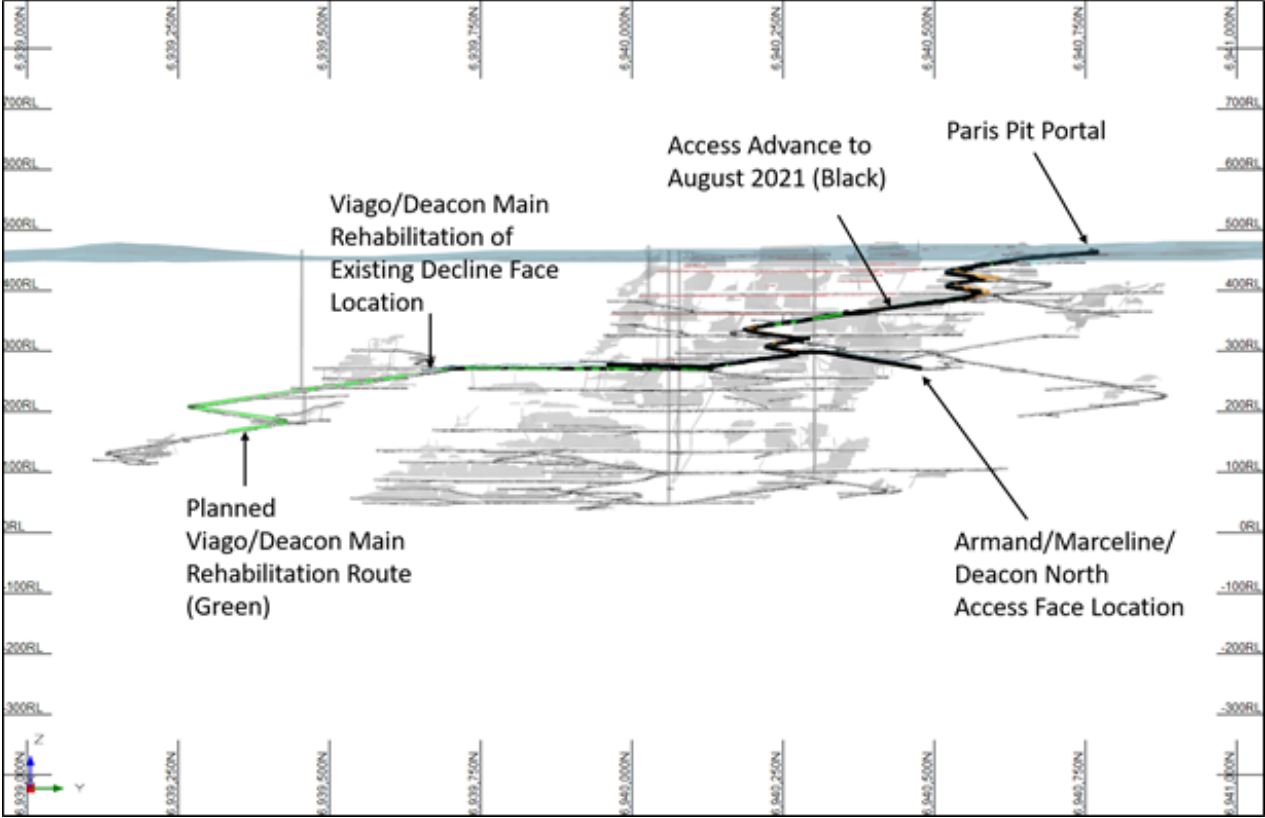 6,939,000N
6,939,250N
6,939,500N
6,939,750N
6,940,000N
6,940,250N
6,940,500N
6,940,750N
6,941,000N
700RL
700RL
600RL
600RL
500RL
500RL
400RL
400RL
300RL
300RL
200RL
200RL
100RL
100RL
0RL
0RL
-100RL
-100RL
-200RL
-200RL
-300RL
-300RL
Paris Pit Portal
Access Advance to
August 2021 (Black)
Viago/Deacon Main
Rehabilitation of
Existing Decline Face
Location
Planned
Viago/Deacon Main
Rehabilitation Route
(Green)
Armand/Marceline/
Deacon North
Access Face Location
Z
Y
6,939,000N
6,939,250N
6,939,500N
6,939,750N
6,940,000N
6,940,250N
6,940,500N
6,940,750N
6,941,000N